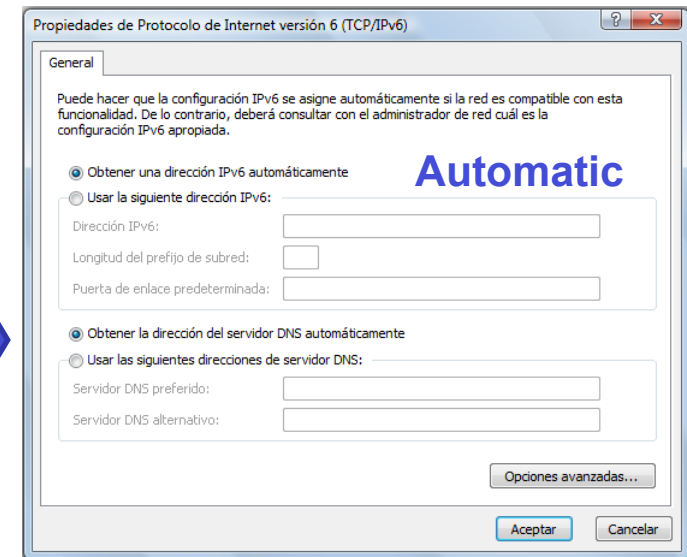 Propiedades de Protocolo de Internet versión 6 (TCP/IPv6)
General
Puede hacer que la configuración IPv6 se asigne automáticamente si la red es compatible con esta
funcionalidad. De lo contrario, deberá consultar con el administrador de red cuál es la
configuración IPv6 apropiada.
Obtener una dirección IPv6 automáticamente
Automatic
Usar la siguiente dirección IPv6:
Dirección IPv6:
Longitud del prefijo de subred:
Puerta de enlace predeterminada:
Obtener la dirección del servidor DNS automáticamente
Usar las siguientes direcciones de servidor DNS:
Servidor DNS preferido:
Servidor DNS alternativo:
Opciones avanzadas...
Aceptar Cancelar